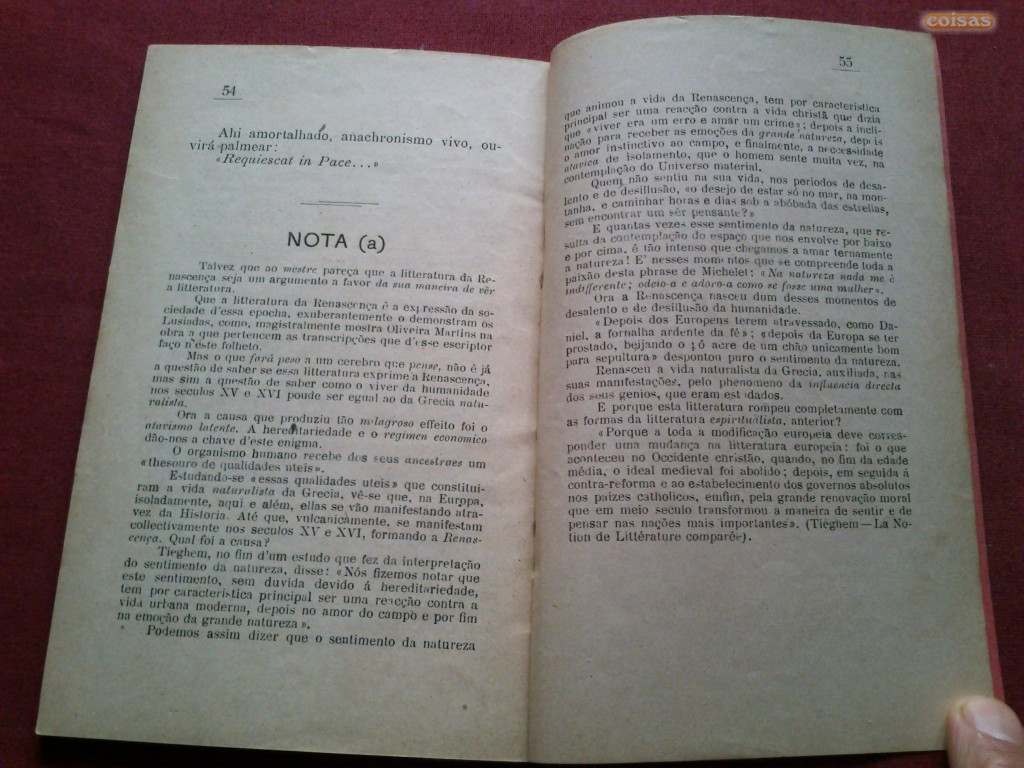 coisas
54
Ahi amortalhado, anachronismo vivo, ou-
virá palmear:
«Requiescat in Pace...»
NOTA (a)
Talvez que ao mestre pareça que a litteratura da Re-
nascença seja um argumento a favor da sua maneira de vêr
a litteratura.
Que a litteratura da Renascença é a expressão da so-
ciedade d'essa epocha, exuberantemente o demonstram os
Lusiadas, como, magistralmente mostra Oliveira Martins na
obra a que pertencem as transcripções que d'esse escriptor
faço n'este folheto.
Mas o que fará peso a um cerebro que pense, não é já
a questão de saber se essa litteratura exprime a Renascença,
mas sim a questão de saber como o viver da humanidade
nos seculos XV e XVI poude ser egual ao da Grecia natu-
ralista.
Ora a causa que produziu tão milagroso effeito foi o
atavismo latente. A hereditariedade e o regimen economico
dão-nos a chave d'este enigma.
O organismo humano recebe dos seus ancestraes um
«thesouro de qualidades uteis».
Estudando-se «essas qualidades uteis» que constitui-
ram a vida naturalista da Grecia, vê-se que, na Europa,
isoladamente, aqui e além, ellas se vão manifestando atra-
vez da Historia. Até que, vulcanicamente, se manifestam
collectivamente nos seculos XV e XVI, formando a Renas-
cença. Qual foi a causa?
Tieghem, no fim d'um estudo que fez da interpretação
do sentimento da natureza, disse: «Nós fizemos notar que
este sentimento, sem duvida devido á hereditariedade,
tem por caracteristica principal ser uma reacção contra a
vida urbana moderna, depois no amor do campo e por fim
na emoção da grande natureza».
Podemos assim dizer que o sentimento da natureza
55
que animou a vida da Renascença, tem por caracteristica
principal ser uma reacção contra a vida christã que dizia
que «viver era um erro e amar um crime»; depois a incli-
nação para receber as emoções da grande natureza, depois
o amor instinctivo ao campo, e finalmente, a necessidade
atavica de isolamento, que o homem sente muita vez, na
contemplação do Universo material.
Quem não sentiu na sua vida, nos periodos de desa-
lento e de desillusão, «o desejo de estar só no mar, na mon-
tanha, e caminhar horas e dias sob a abóbada das estrellas,
sem encontrar um sêr pensante?»
E quantas vezes esse sentimento da natureza, que re-
sulta da contemplação do espaço que nos envolve por baixo
e por cima, é tão intenso que chegamos a amar ternamente
a natureza! E' nesses momentos que se comprehende toda a
paixão desta phrase de Michelet: «Na natureza nada me é
indifferente; odeio-a e adoro-a como se fosse uma mulher».
Ora a Renascença nasceu dum desses momentos de
desalento e de desillusão da humanidade.
«Depois dos Europens terem atravessado, como Da-
niel, a fornalha ardente da fé»; «depois da Europa se ter
prostado, beijando o pó acre de um chão unicamente bom
para sepultura» despontou puro o sentimento da natureza.
Renasceu a vida naturalista da Grecia, auxiliada, nas
suas manifestações, pelo phenomeno da influencia directa
dos seus genios, que eram estudados.
E porque esta litteratura rompeu completamente com
as formas da litteratura espiritualista, anterior?
«Porque a toda a modificação europeia deve corres-
ponder uma mudança na litteratura europeia: foi o que
aconteceu no Occidente christão, quando, no fim da edade
média, o ideal medieval foi abolido; depois, em seguida á
contra-reforma e ao estabelecimento dos governos absolutos
nos paizes catholicos, emfim, pela grande renovação moral
que em meio seculo transformou a maneira de sentir e de
pensar nas nações mais importantes». (Tieghem—La No-
tion de Littérature comparée).